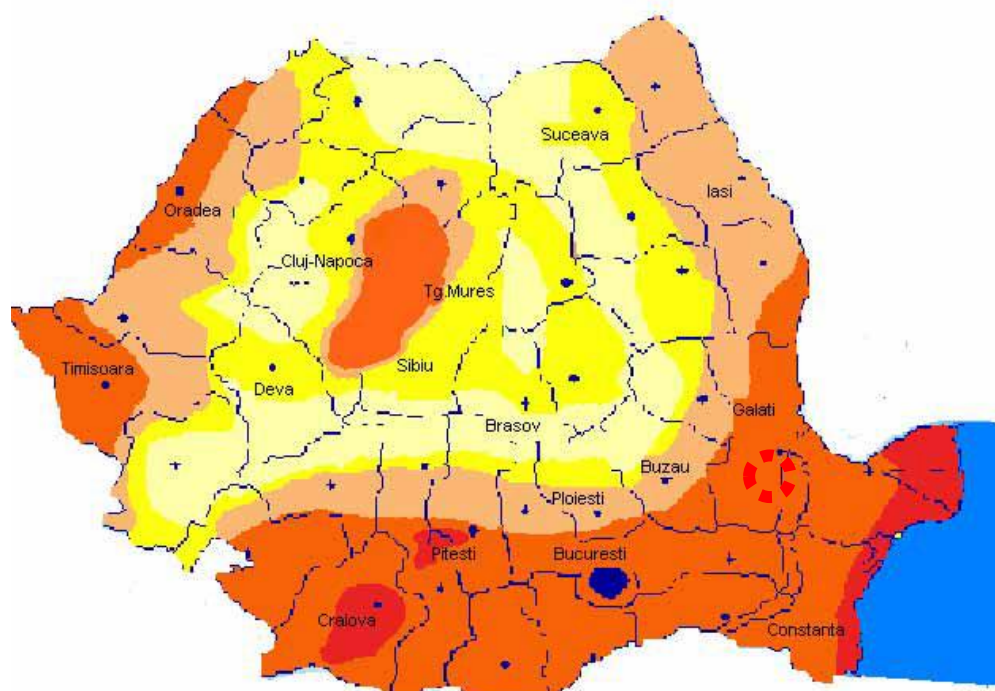 Suceava
Iasi
Oradea
Cluj-Napoca
Tg.Mures
Timisoara
Sibiu
Deva
Galati
Brasov
Buzau
Ploiesti
Pitesti
Bucuresti
Craiova
Constanta